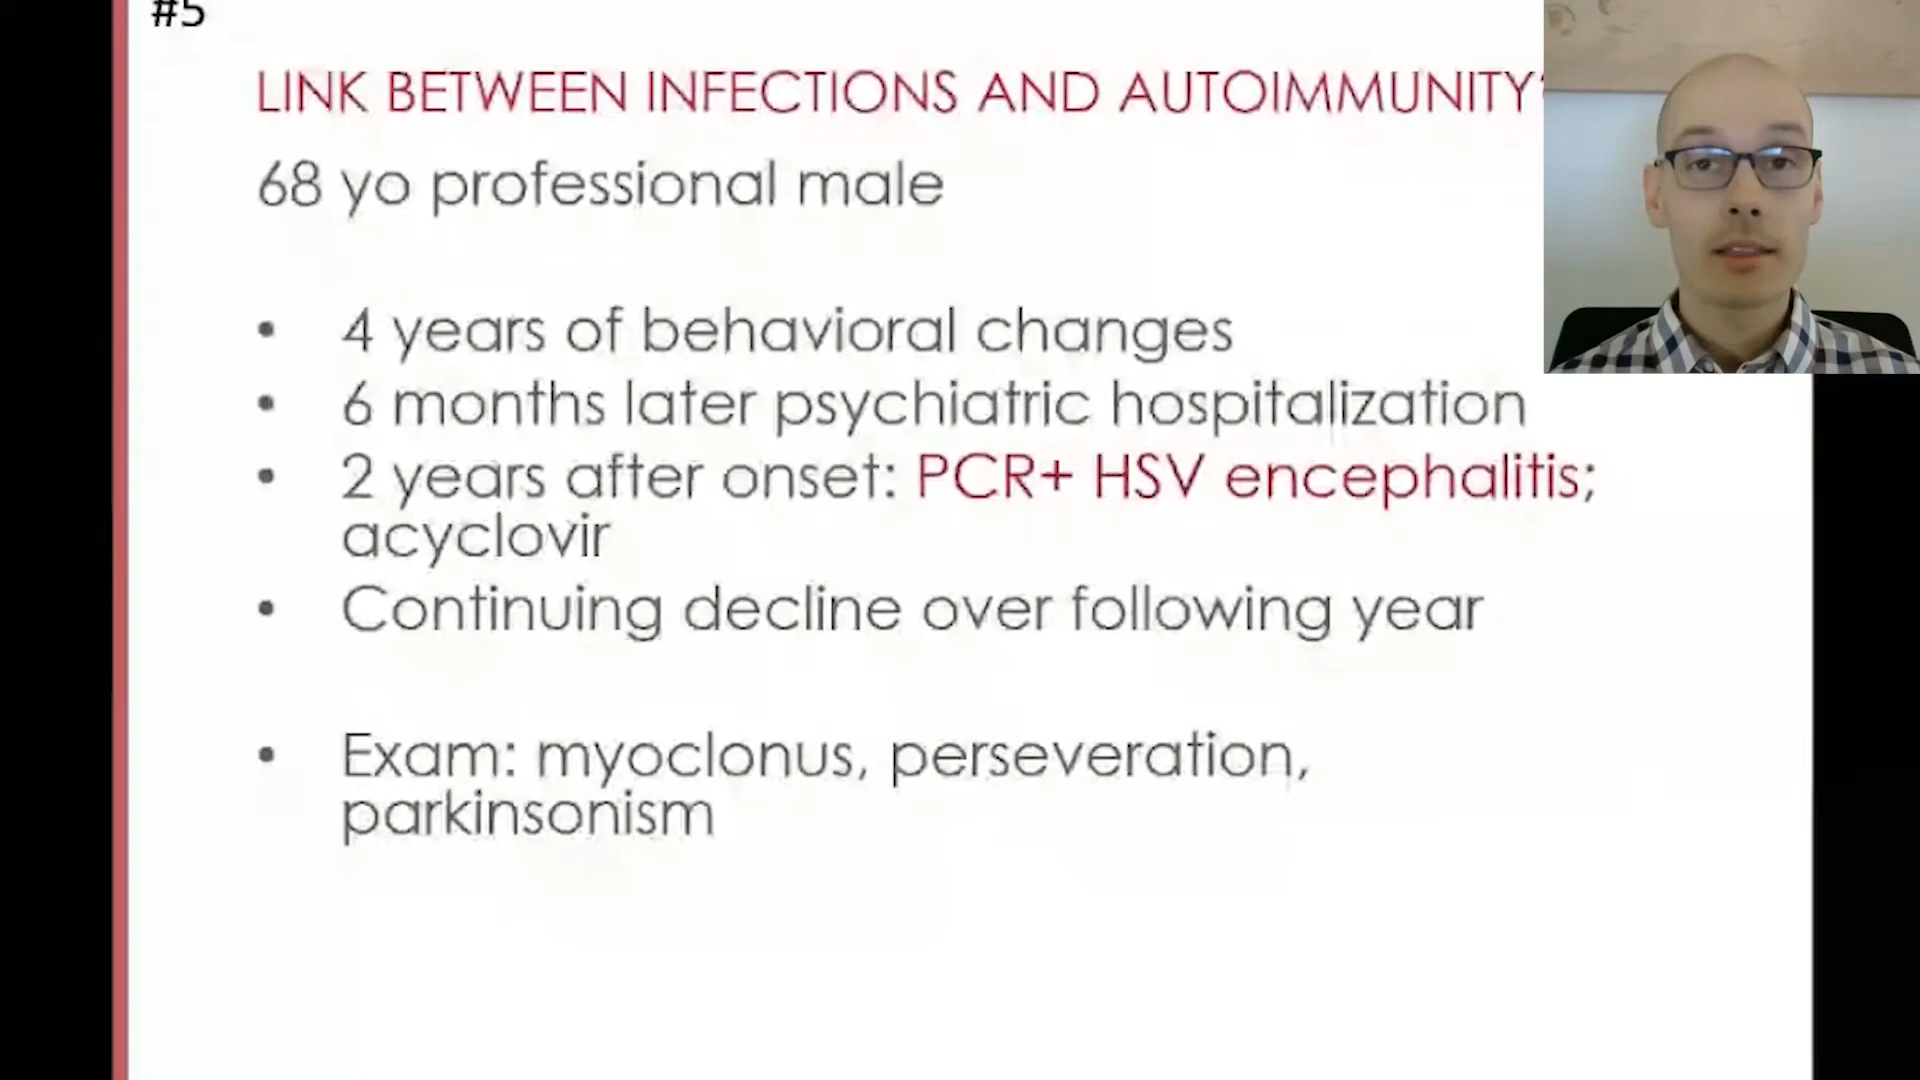 #5
LINK BETWEEN INFECTIONS AND AUTOIMMUNITY?
68 yo professional male
• 4 years of behavioral changes
• 6 months later psychiatric hospitalization
• 2 years after onset: PCR+ HSV encephalitis;
acyclovir
• Continuing decline over following year
• Exam: myoclonus, perseveration,
parkinsonism